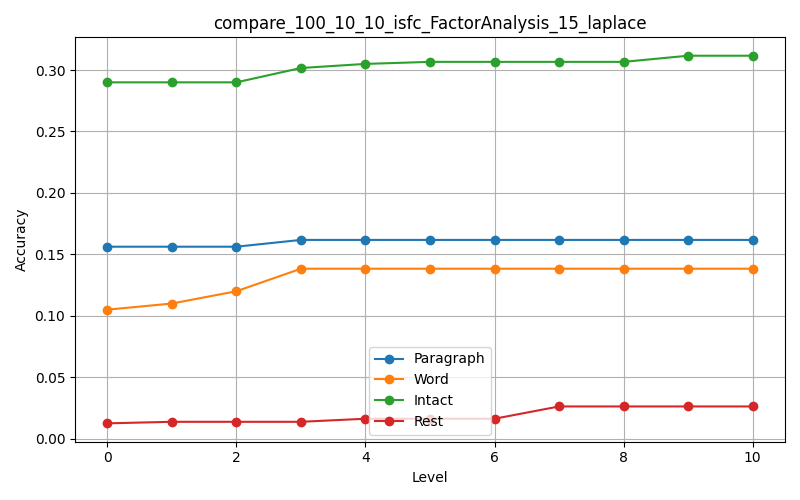 compare_100_10_10_isfc_FactorAnalysis_15_laplace
Accuracy
0.30
0.25
0.20
0.15
0.10
0.05
0.00
Paragraph
Word
Intact
Rest
0 2 4 6 8 10
Level